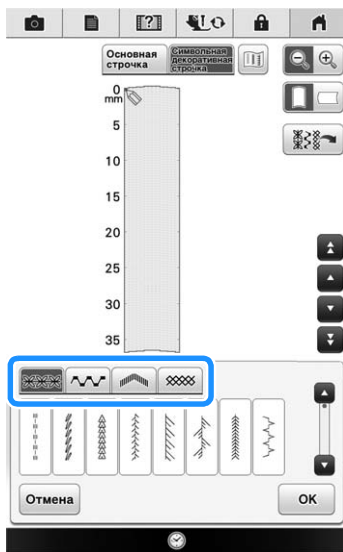 Основная
строчка
Символьная
декоративная
строчка
0
mm
5
10
15
20
25
30
35
Отмена
OK